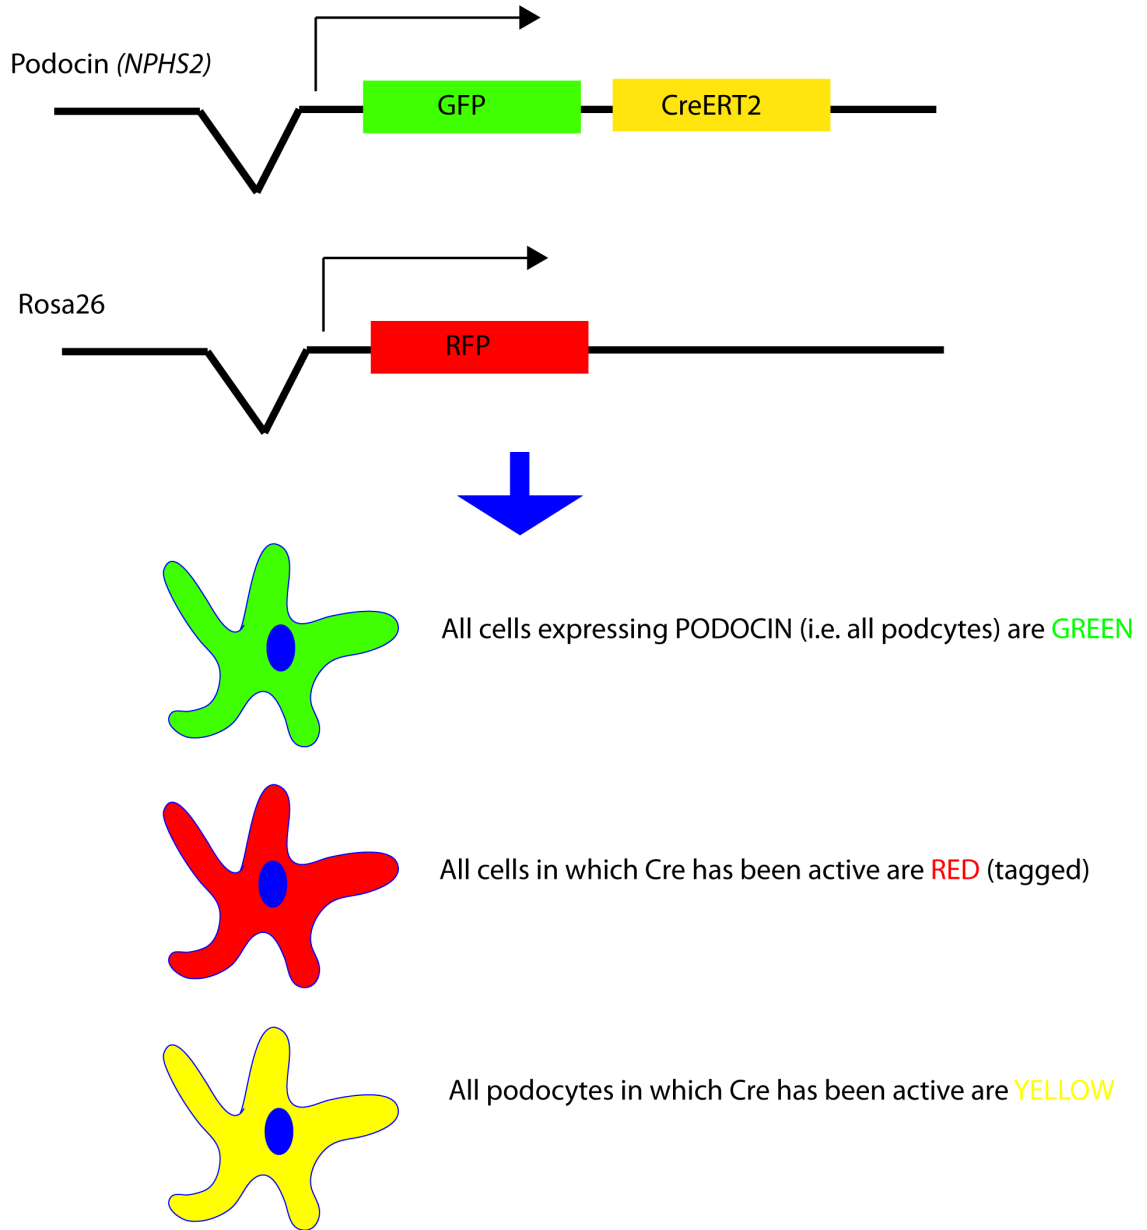 Podocin (NPHS2)
GFP
CreERT2
Rosa26
RFP
All cells expressing PODOCIN (i.e. all podcytes) are GREEN
All cells in which Cre has been active are RED (tagged)
All podocytes in which Cre has been active are YELLOW